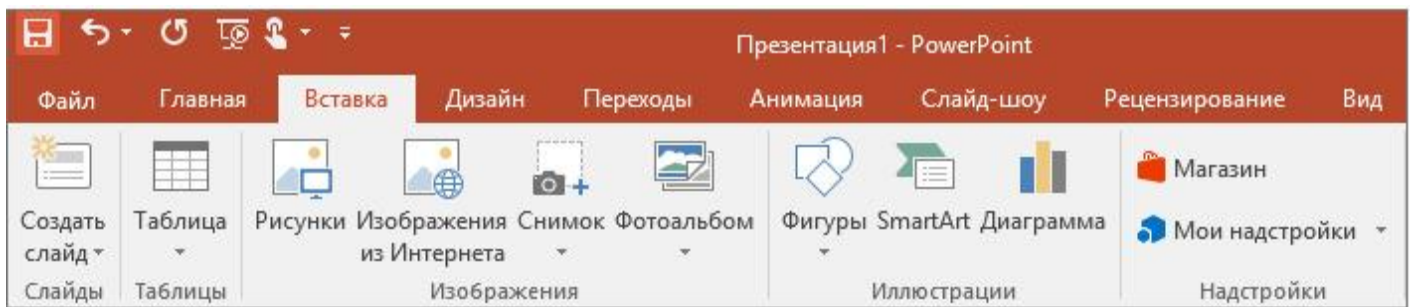 Презентация1 - PowerPoint
Файл Главная Вставка Дизайн Переходы Анимация Слайд-шоу Рецензирование Вид
Создать слайд
Таблица
Рисунки
Изображения из Интернета
Снимок
Фотоальбом
Фигуры
SmartArt
Диаграмма
Магазин
Мои надстройки
Слайды Таблицы Изображения Иллюстрации Надстройки